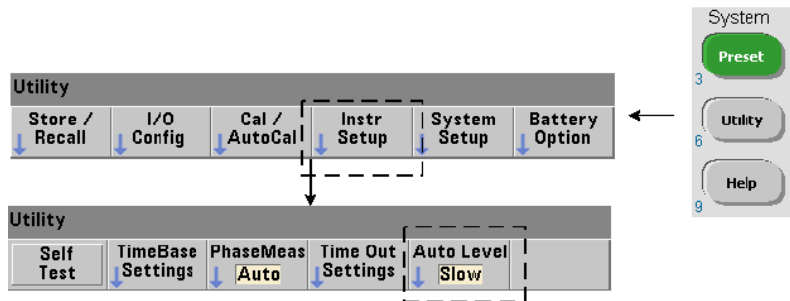 System
Preset
3
Utility
6
Help
9
Utility
Store / Recall
I/O Config
Cal / AutoCal
Instr Setup
System Setup
Battery Option
Utility
Self Test
TimeBase Settings
PhaseMeas Auto
Time Out Settings
Auto Level Slow